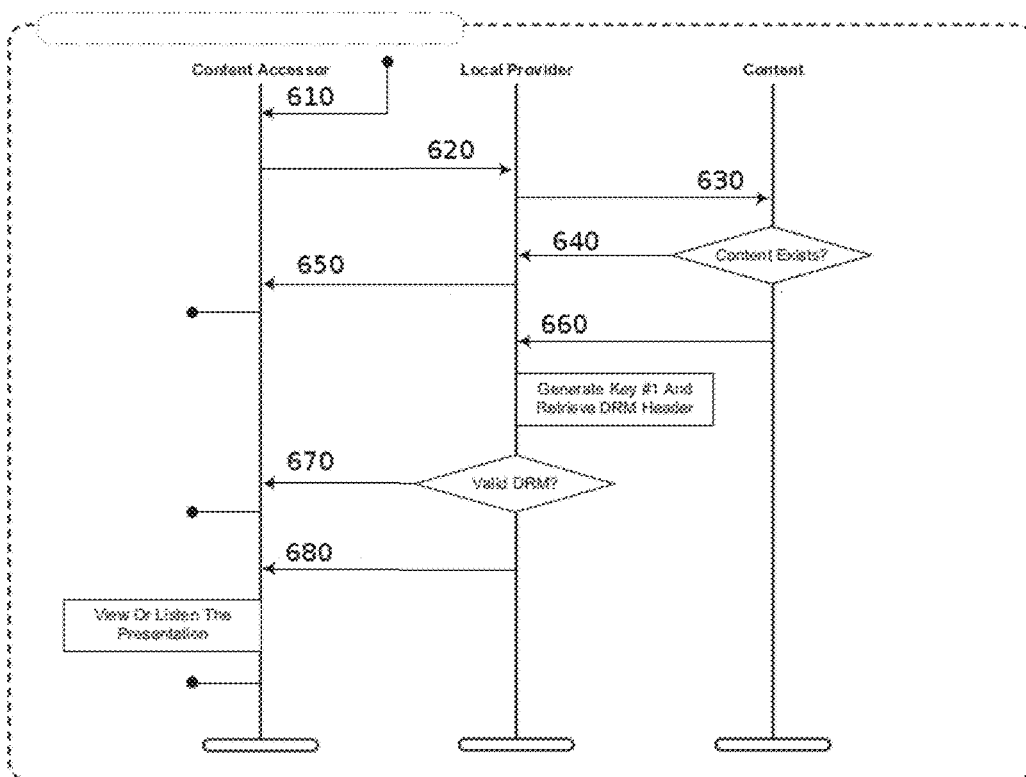 Content Accessor
Local Provider
Content
610
620
630
640
Content Exists?
650
660
Generate Key #1 And
Retrieve DRM Header
670
Valid DRM?
680
View Or Listen The
Presentation